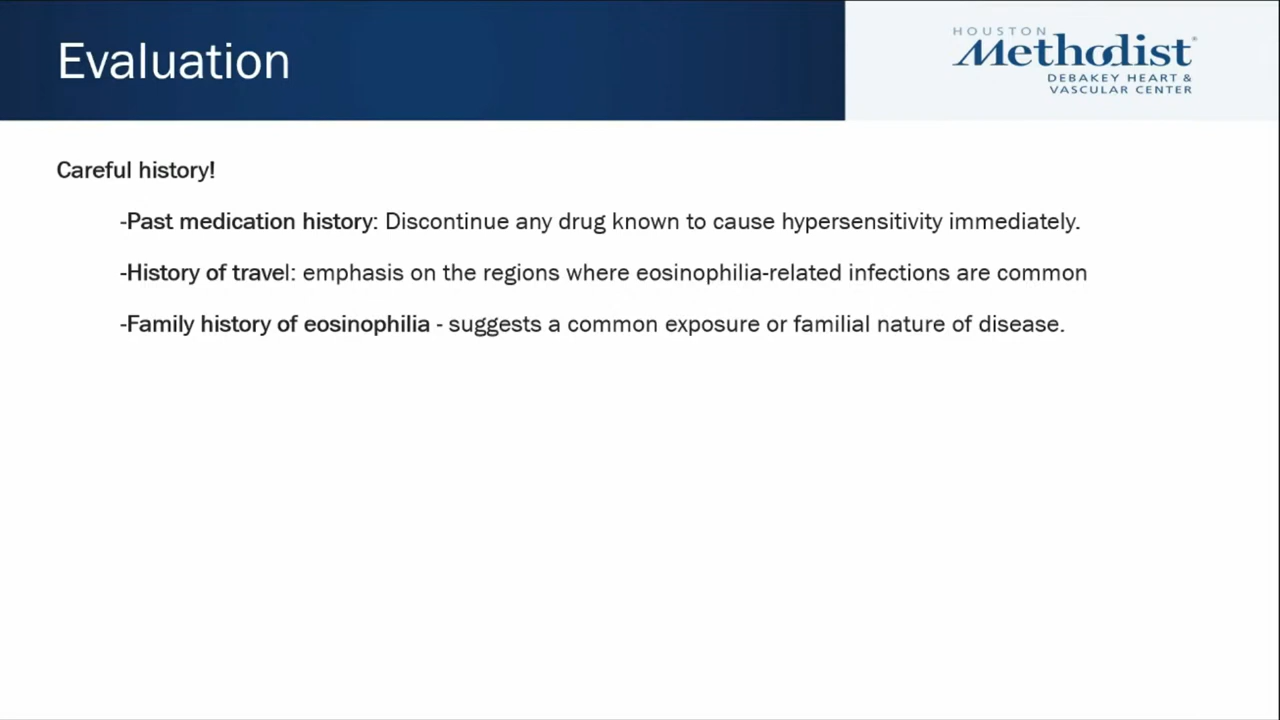 Evaluation
HOUSTON
Methodist®
DEBAKEY HEART &
VASCULAR CENTER
Careful history!
-Past medication history: Discontinue any drug known to cause hypersensitivity immediately.
-History of travel: emphasis on the regions where eosinophilia-related infections are common
-Family history of eosinophilia - suggests a common exposure or familial nature of disease.